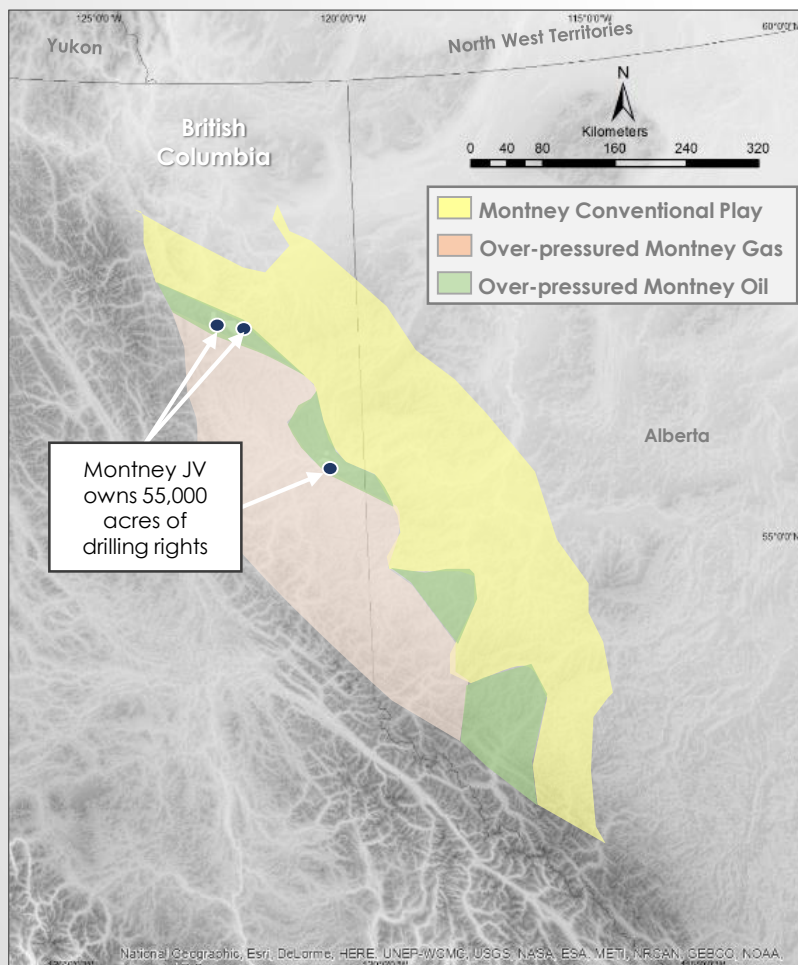 125°0'0"W
120°0'0"W
115°0'0"W
60°0'0"N
Yukon
North West Territories
N
Kilometers
0 20 40 80 160 240 320
British
Columbia
Montney Conventional Play
Over-pressured Montney Gas
Over-pressured Montney Oil
Alberta
Montney JV
owns 55,000
acres of
drilling rights
55°0'0"N
National Geographic, Esri, DeLorme, HERE, UNEP-WCMC, USGS, NASA, ESA, METI, NRCAN, GEBCO, NOAA,